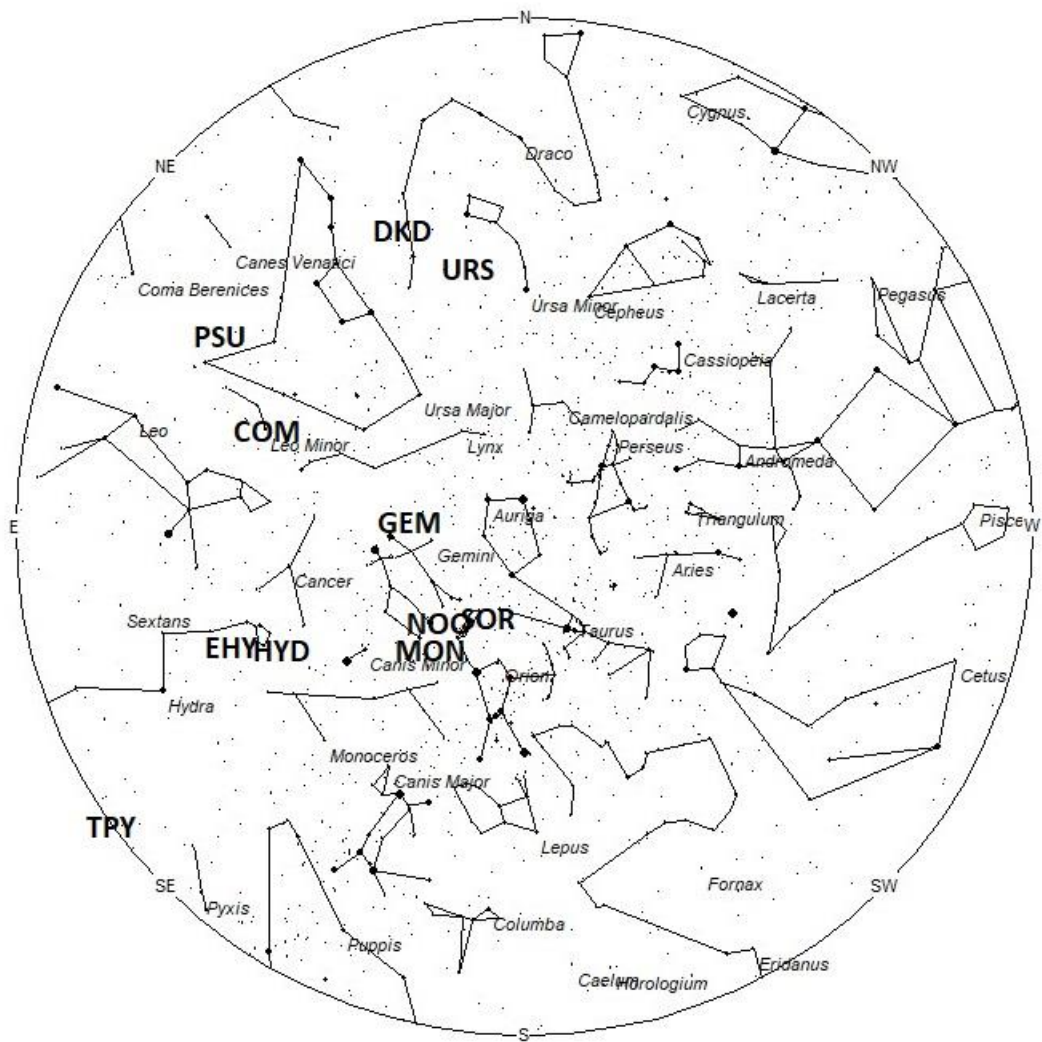 N
Cygnus
Draco
NE
NW
DKD
Canes Venatici
URS
Coma Berenices
Ursa Minor
Cepheus
Lacerta
Pegasus
PSU
Cassiopeia
Ursa Major
Camelopardalis
COM
Leo
Leo Minor
Lynx
Perseus
Andromeda
GEM
Auriga
Triangulum
Pisce
E
W
Gemini
Aries
Cancer
Sextans
NOO
SOR
Taurus
EHY
HYD
MON
Canis Minor
Orion
Cetus
Hydra
Monoceros
Canis Major
TPY
Lepus
SE
Fornax
SW
Pyxis
Columba
Puppis
Eridanus
Caelum
Horologium
S